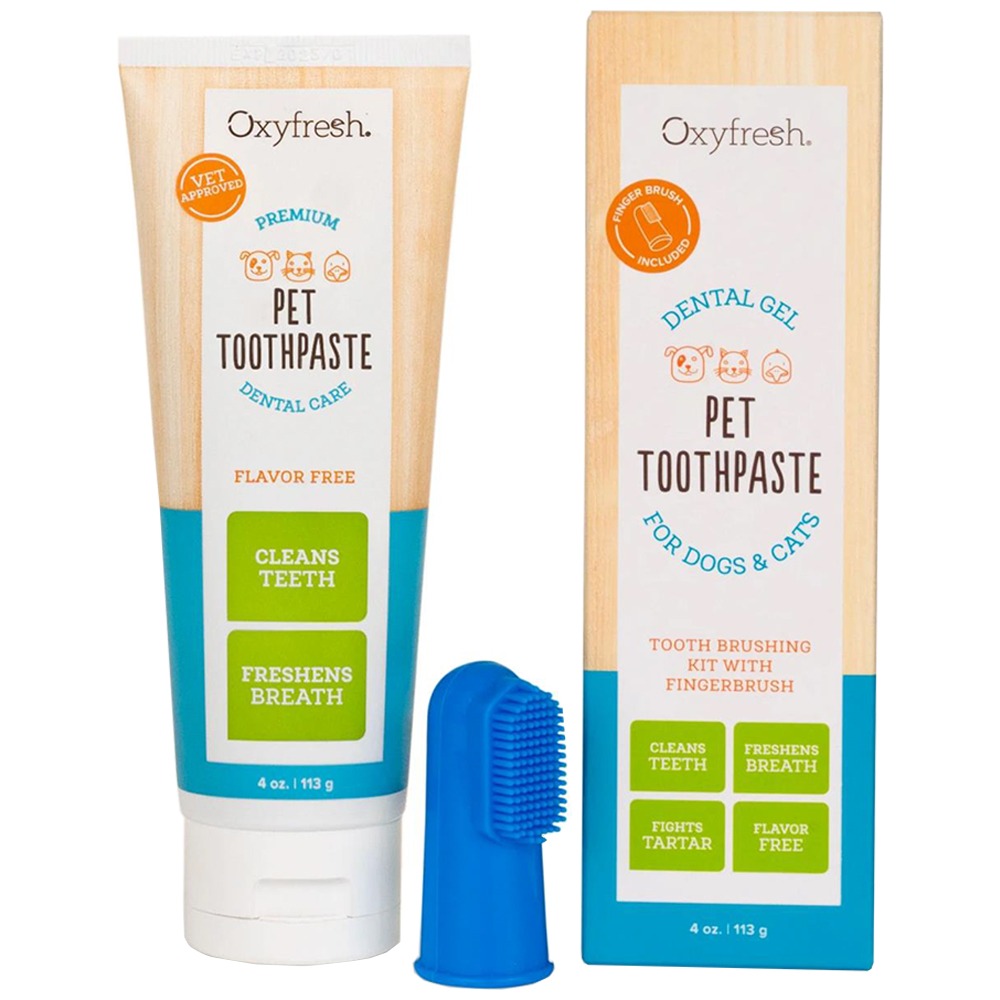 Oxyfresh.
VET
APPROVED
PREMIUM
PET
TOOTHPASTE
DENTAL CARE
FLAVOR FREE
CLEANS
TEETH
FRESHENS
BREATH
4 oz. | 113 g
Oxyfresh®
FINGER BRUSH
INCLUDED
DENTAL GEL
PET
TOOTHPASTE
FOR DOGS & CATS
TOOTH BRUSHING
KIT WITH
FINGERBRUSH
CLEANS
TEETH
FRESHENS
BREATH
FIGHTS
TARTAR
FLAVOR
FREE
4 oz. | 113 g